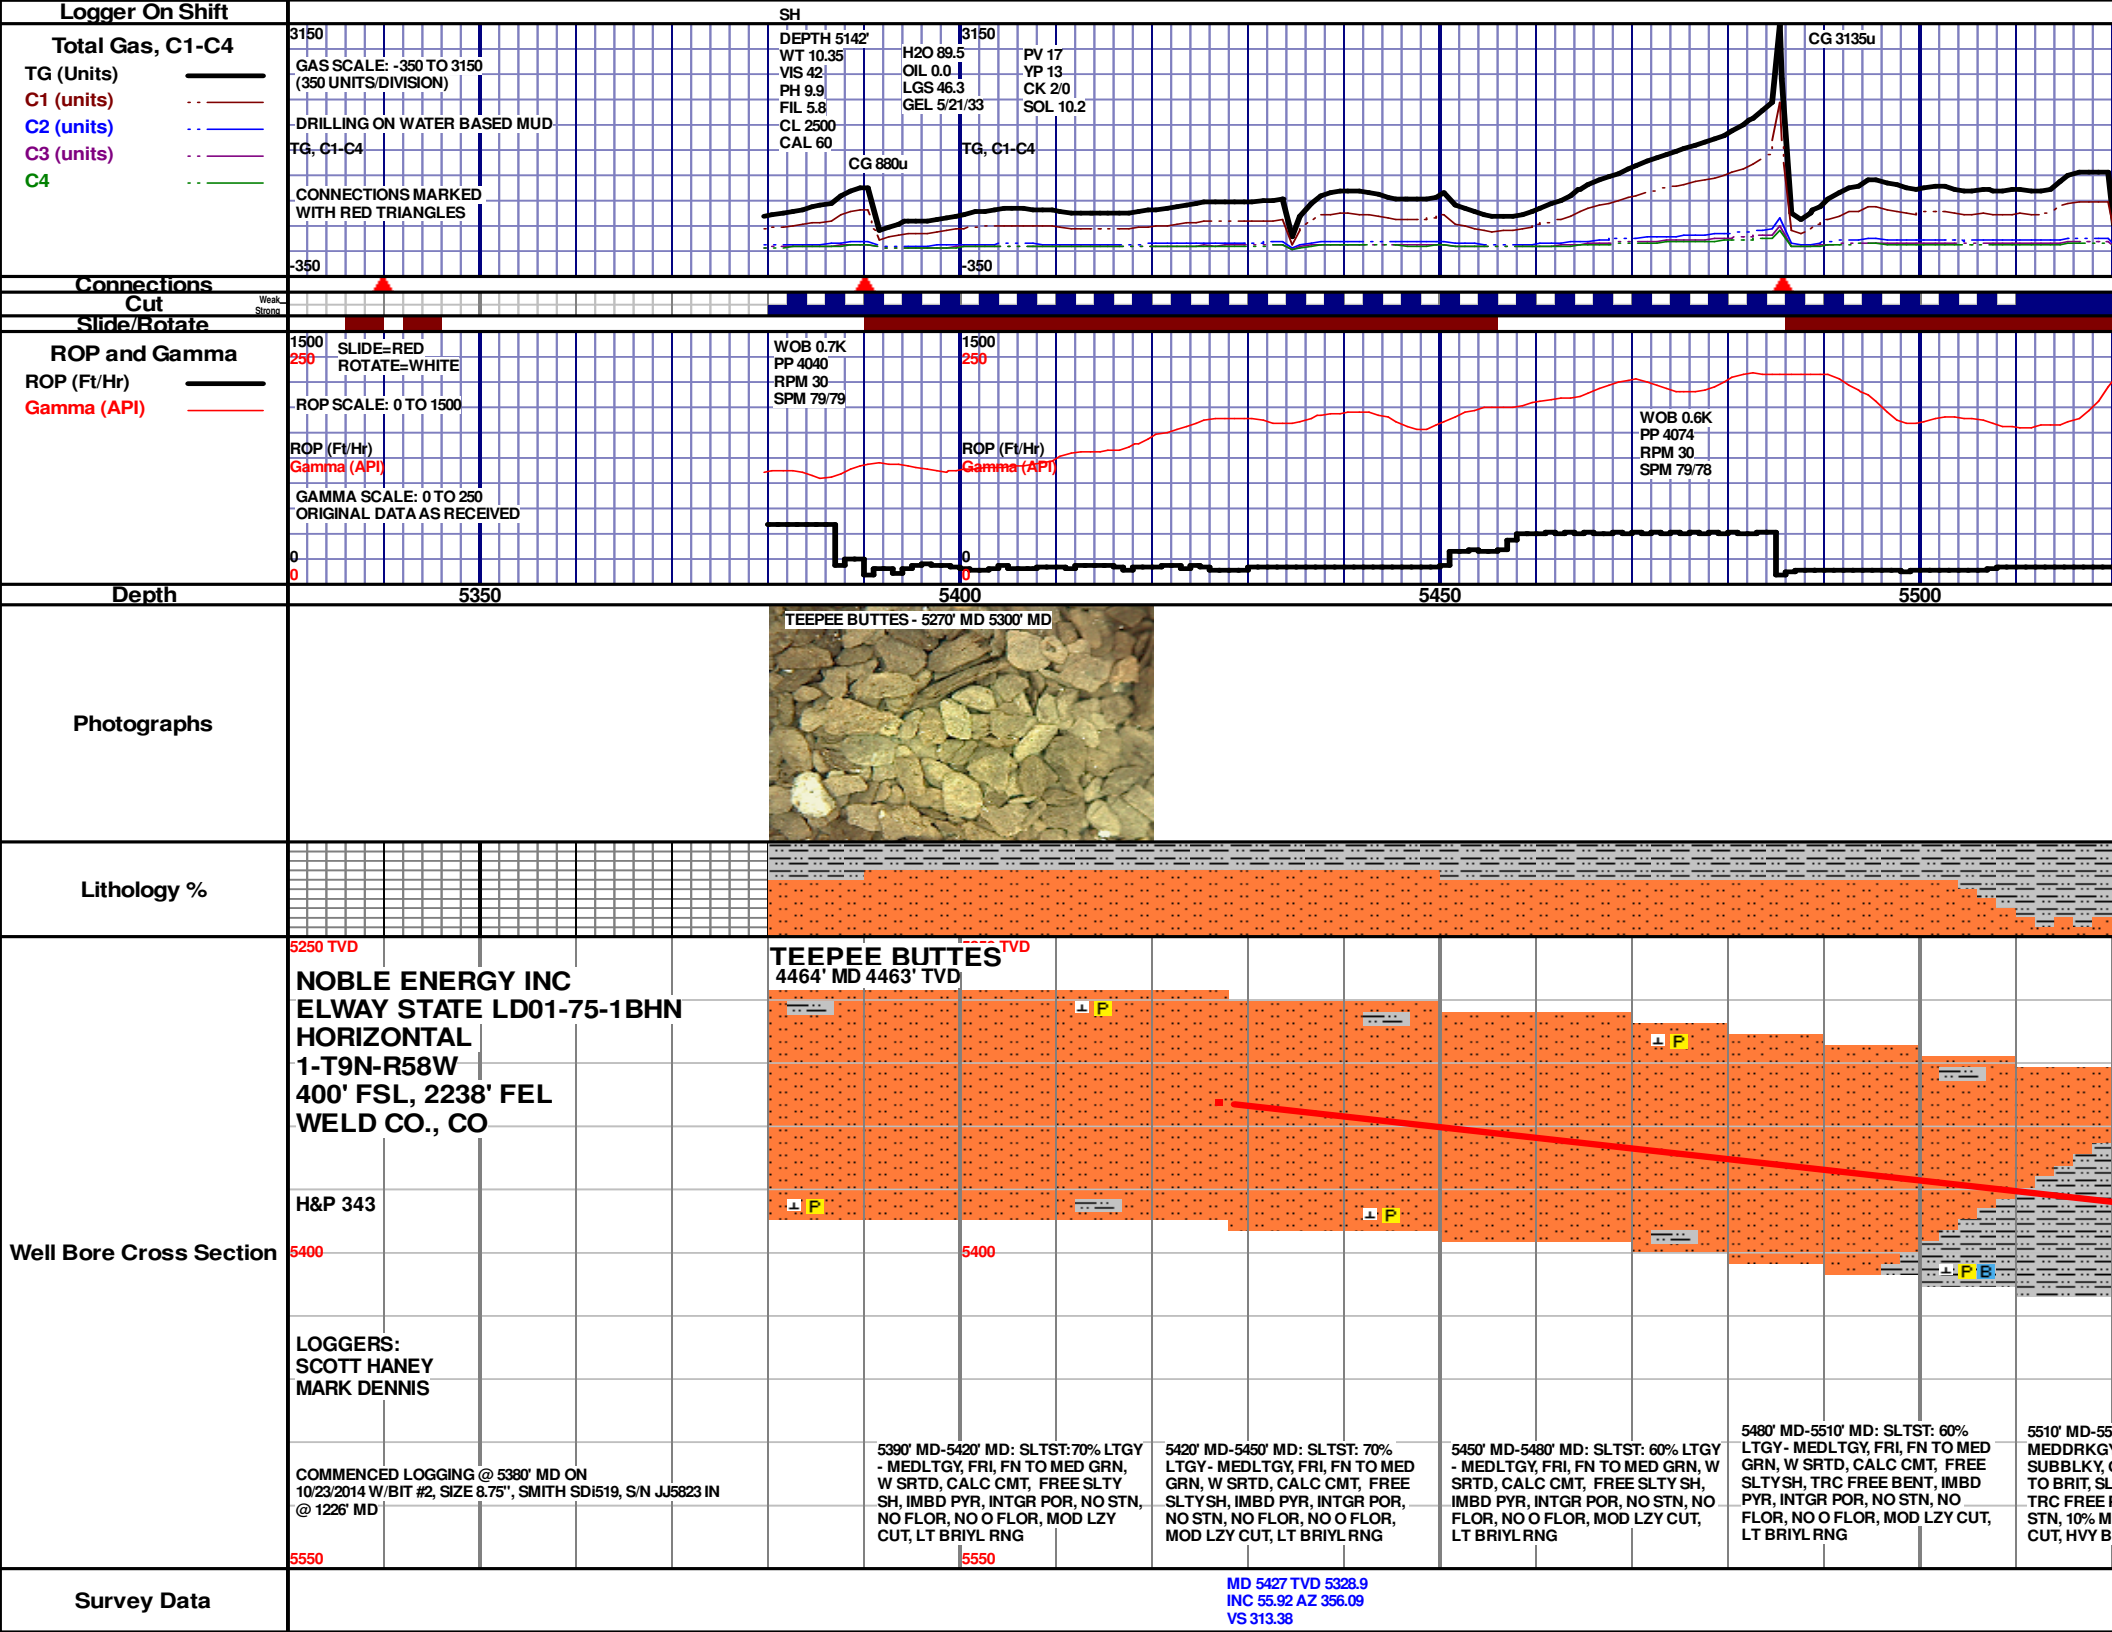 Logger On Shift
SH
Total Gas, C1-C4
TG (Units)
C1 (units)
C2 (units)
C3 (units)
C4
3150
GAS SCALE: -350 TO 3150
(350 UNITS/DIVISION)
DRILLING ON WATER BASED MUD
TG, C1-C4
CONNECTIONS MARKED
WITH RED TRIANGLES
-350
DEPTH 5142'
WT 10.35
VIS 42
PH 9.9
FIL 5.8
CL 2500
CAL 60
H2O 89.5
OIL 0.0
LGS 46.3
GEL 5/21/33
PV 17
YP 13
CK 2/0
SOL 10.2
CG 880u
3150
TG, C1-C4
-350
CG 3135u
Connections
Cut
Weak
Strong
Slide/Rotate
ROP and Gamma
ROP (Ft/Hr)
Gamma (API)
1500
250
SLIDE=RED
ROTATE=WHITE
ROP SCALE: 0 TO 1500
ROP (Ft/Hr)
Gamma (API)
GAMMA SCALE: 0 TO 250
ORIGINAL DATA AS RECEIVED
0
0
WOB 0.7K
PP 4040
RPM 30
SPM 79/79
1500
250
ROP (Ft/Hr)
Gamma (API)
0
0
WOB 0.6K
PP 4074
RPM 30
SPM 79/78
Depth
5350
5400
5450
5500
Photographs
TEEPEE BUTTES - 5270' MD 5300' MD
Lithology %
Well Bore Cross Section
5250 TVD
NOBLE ENERGY INC
ELWAY STATE LD01-75-1BHN
HORIZONTAL
1-T9N-R58W
400' FSL, 2238' FEL
WELD CO., CO
H&P 343
5400
LOGGERS:
SCOTT HANEY
MARK DENNIS
COMMENCED LOGGING @ 5380' MD ON
10/23/2014 W/BIT #2, SIZE 8.75", SMITH SDi519, S/N JJ5823 IN
@ 1226' MD
5550
TVD
TEEPEE BUTTES
4464' MD 4463' TVD
P
P
P
P
P
P B
5400
5390' MD-5420' MD: SLTST:70% LTGY
- MEDLTGY, FRI, FN TO MED GRN,
W SRTD, CALC CMT, FREE SLTY
SH, IMBD PYR, INTGR POR, NO STN,
NO FLOR, NO O FLOR, MOD LZY
CUT, LT BRIYL RNG
5420' MD-5450' MD: SLTST: 70%
LTGY- MEDLTGY, FRI, FN TO MED
GRN, W SRTD, CALC CMT, FREE
SLTYSH, IMBD PYR, INTGR POR,
NO STN, NO FLOR, NO O FLOR,
MOD LZY CUT, LT BRIYL RNG
5450' MD-5480' MD: SLTST: 60% LTGY
- MEDLTGY, FRI, FN TO MED GRN, W
SRTD, CALC CMT, FREE SLTY SH,
IMBD PYR, INTGR POR, NO STN, NO
FLOR, NO O FLOR, MOD LZY CUT,
LT BRIYL RNG
5480' MD-5510' MD: SLTST: 60%
LTGY- MEDLTGY, FRI, FN TO MED
GRN, W SRTD, CALC CMT, FREE
SLTYSH, TRC FREE BENT, IMBD
PYR, INTGR POR, NO STN, NO
FLOR, NO O FLOR, MOD LZY CUT,
LT BRIYL RNG
5510' MD-55
MEDDRKGY
SUBBLKY,
TO BRIT, SL
TRC FREE
STN, 10% M
CUT, HVY B
5550
Survey Data
MD 5427 TVD 5328.9
INC 55.92 AZ 356.09
VS 313.38